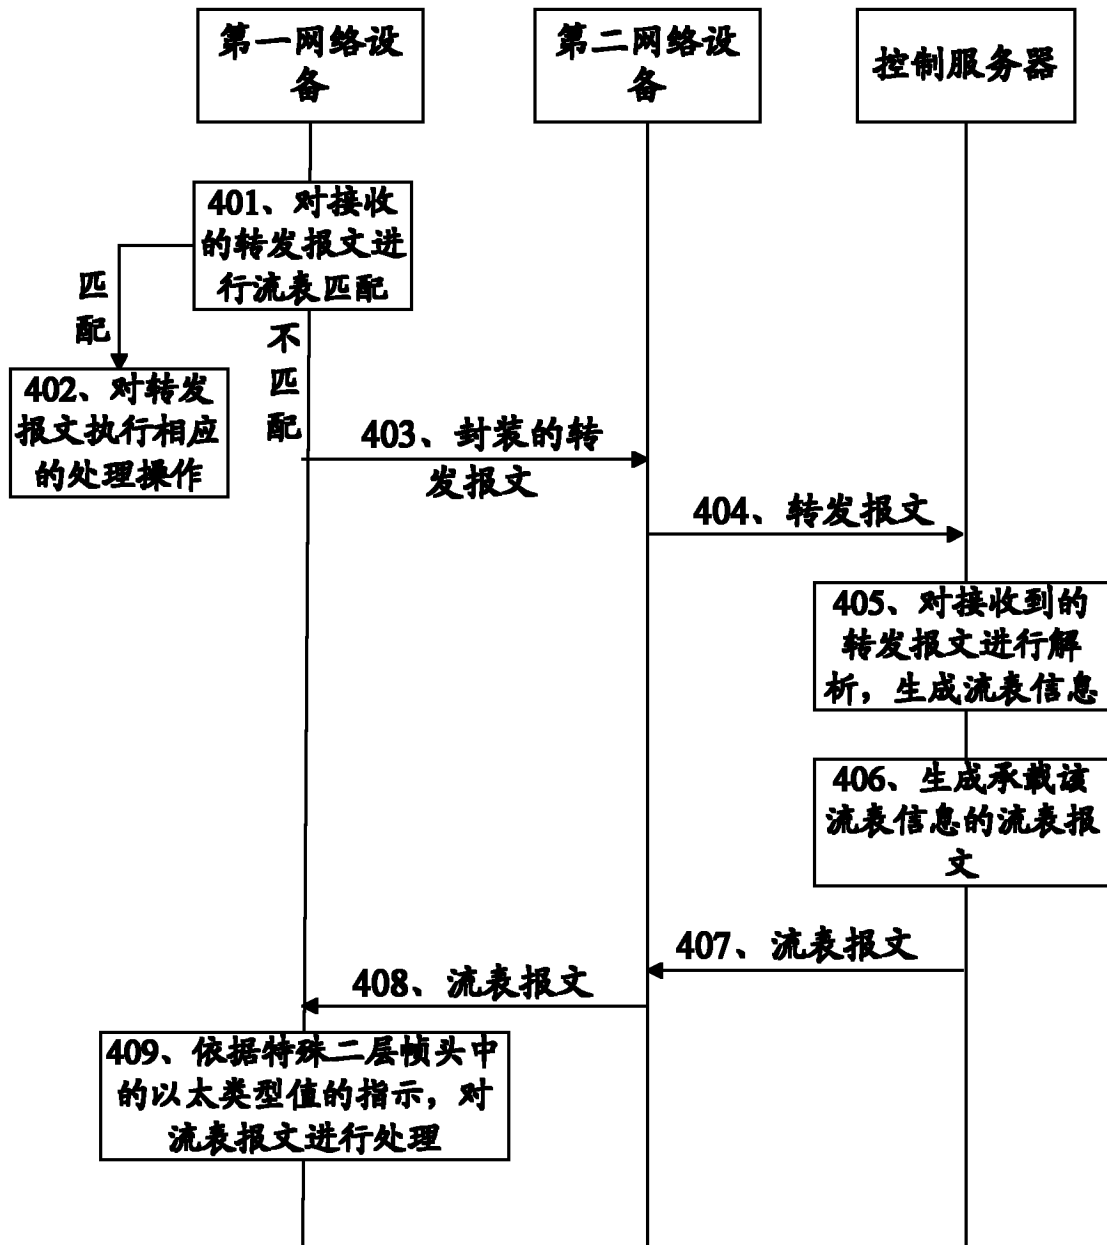 第一网络设
备
第二网络设
备
控制服务器
401、对接收
的转发报文进
行流表匹配
匹
配
不
匹
配
402、对转发
报文执行相应
的处理操作
403、封装的转
发报文
404、转发报文
405、对接收到的
转发报文进行解
析，生成流表信息
406、生成承载该
流表信息的流表报
文
407、流表报文
408、流表报文
409、依据特殊二层帧头中
的以太类型值的指示，对
流表报文进行处理